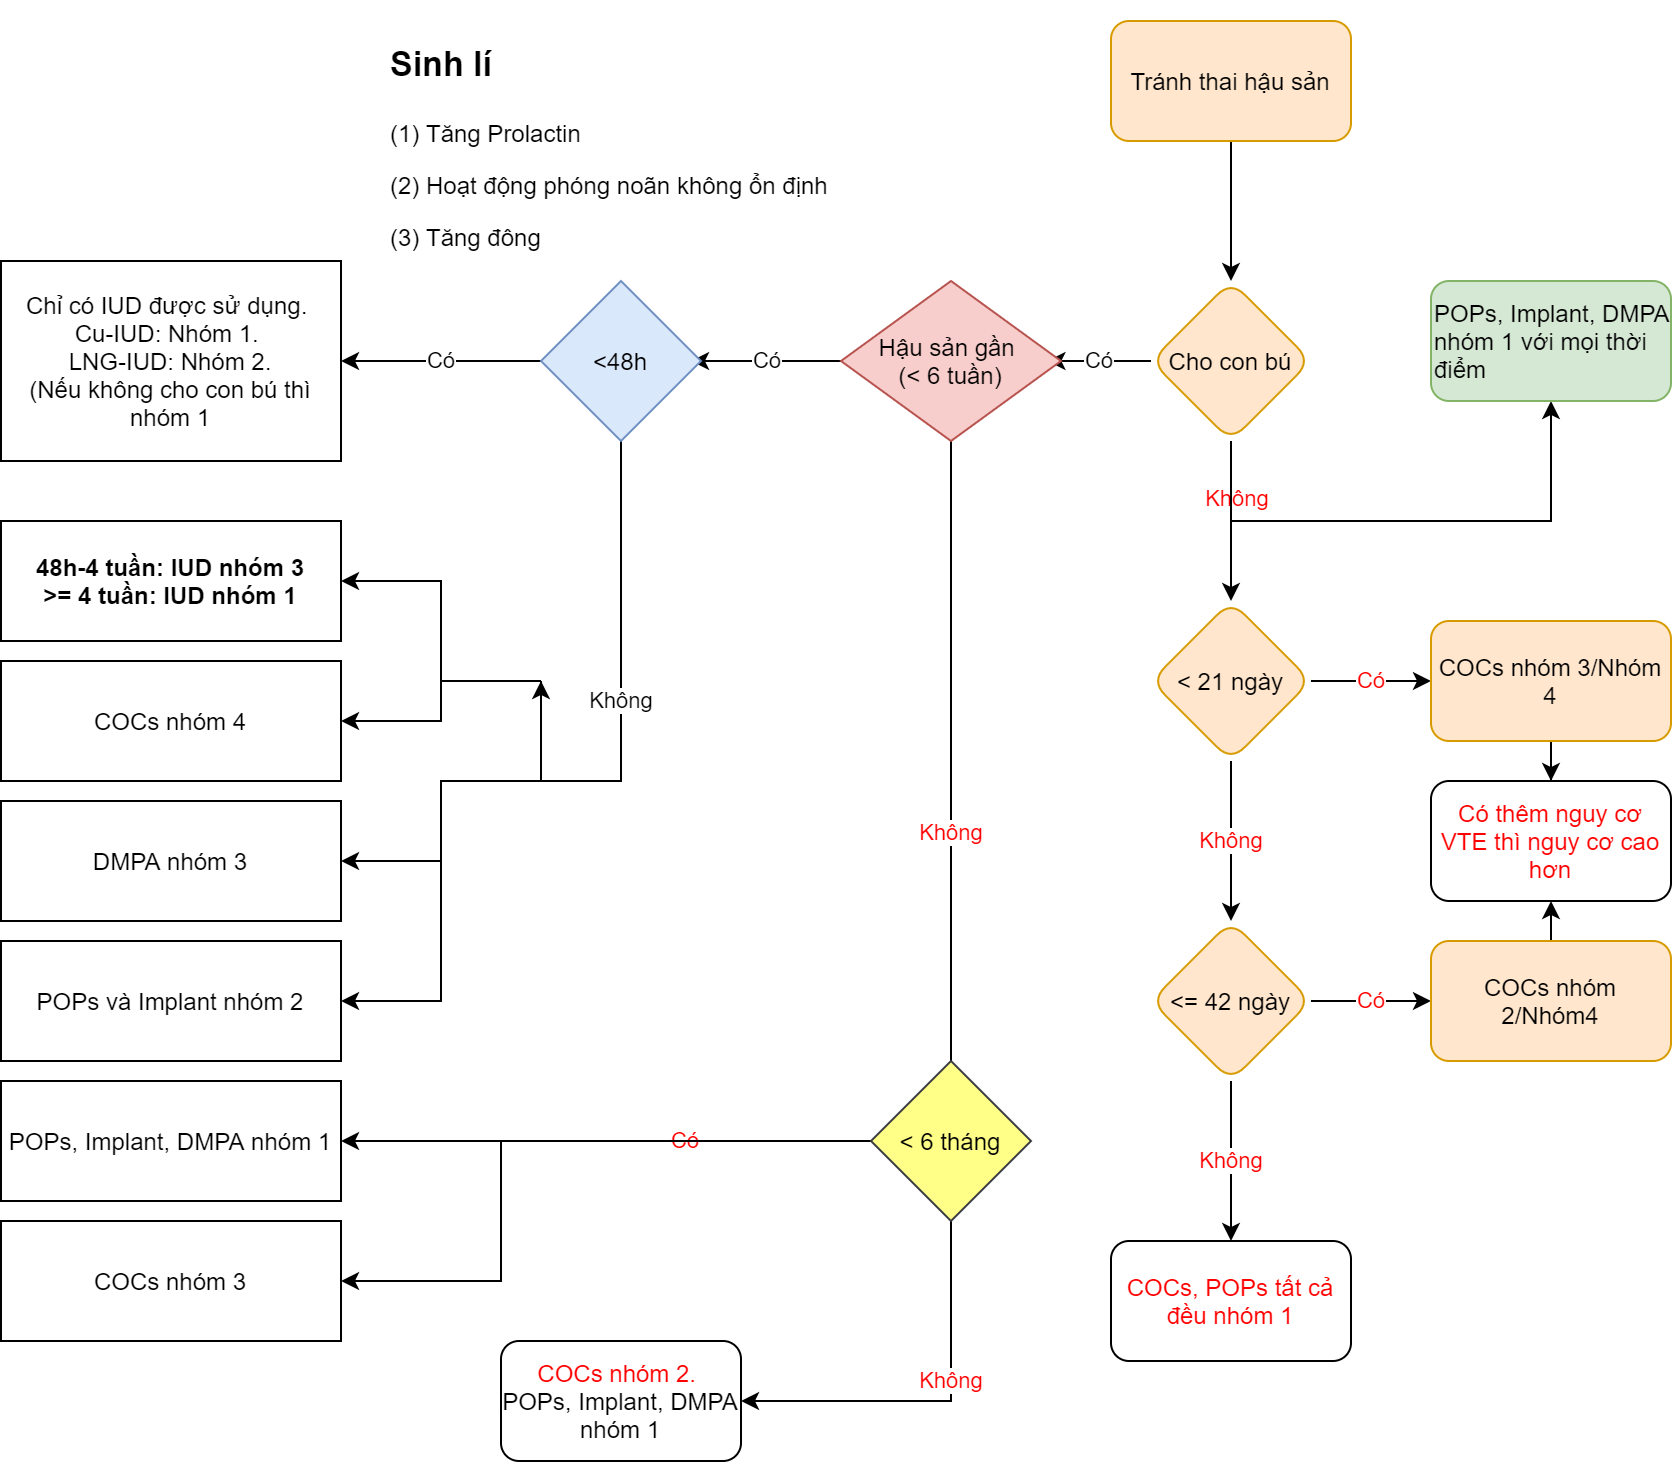 Sinh lí
(1) Tăng Prolactin
(2) Hoạt động phóng noãn không ổn định
(3) Tăng đông
Tránh thai hậu sản
Chỉ có IUD được sử dụng.
Cu-IUD: Nhóm 1.
LNG-IUD: Nhóm 2.
(Nếu không cho con bú thì
nhóm 1
Có
<48h
Có
Hậu sản gần
(< 6 tuần)
Có
Cho con bú
POPs, Implant, DMPA
nhóm 1 với mọi thời
điểm
Không
48h-4 tuần: IUD nhóm 3
>= 4 tuần: IUD nhóm 1
COCs nhóm 4
Không
DMPA nhóm 3
POPs và Implant nhóm 2
Không
< 21 ngày
Có
COCs nhóm 3/Nhóm
4
Không
Có thêm nguy cơ
VTE thì nguy cơ cao
hơn
<= 42 ngày
Có
COCs nhóm
2/Nhóm4
POPs, Implant, DMPA nhóm 1
Có
< 6 tháng
Không
COCs nhóm 3
COCs, POPs tất cả
đều nhóm 1
COCs nhóm 2.
POPs, Implant, DMPA
nhóm 1
Không